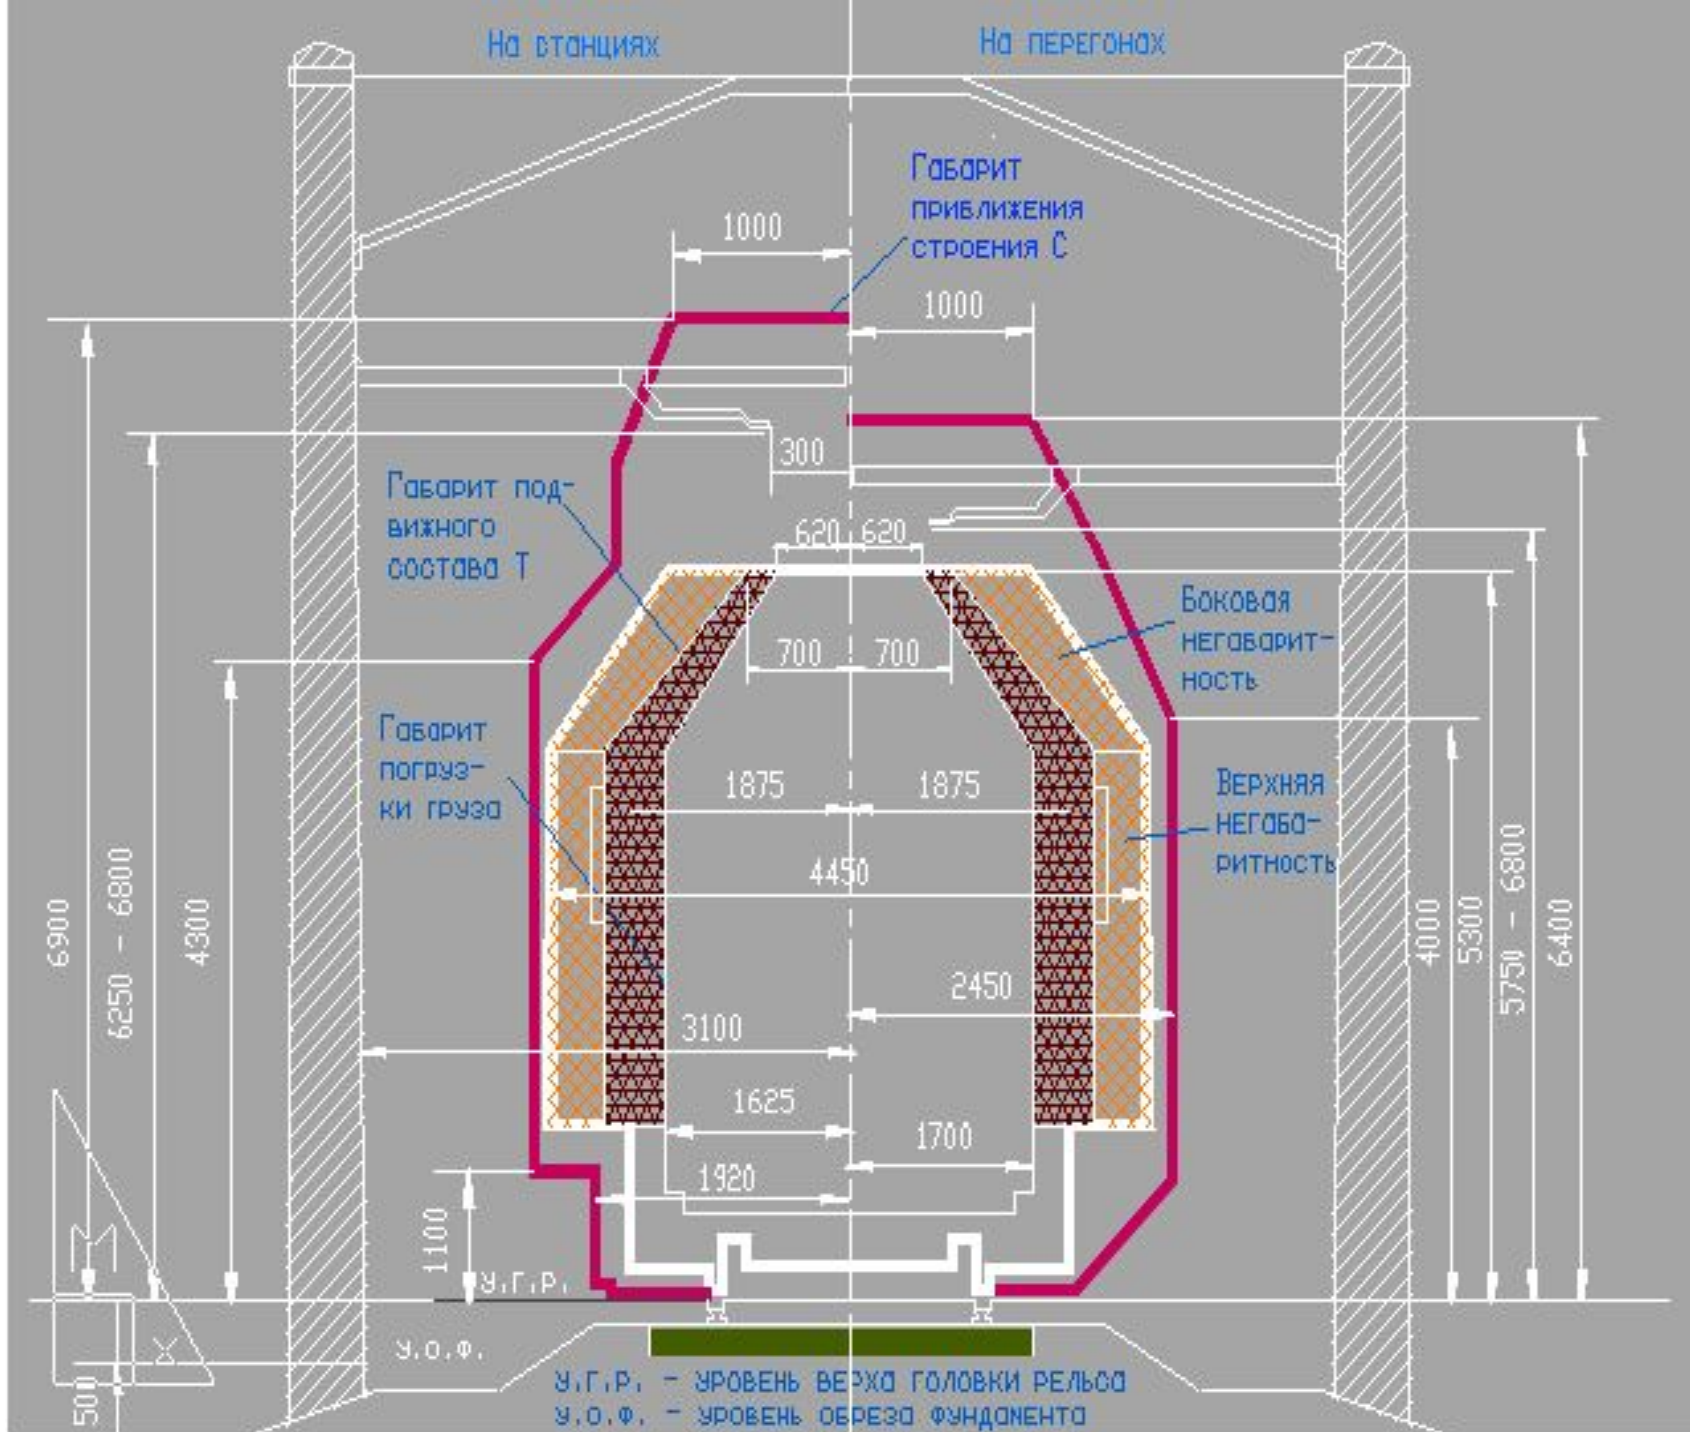 На станциях
На перегонах
Габарит
приближения
строения С
1000
1000
300
Габарит под-
вижного
состава Т
620 620
Боковая
негабарит-
ность
700 700
Габарит
погруз-
ки груза
1875 1875
Верхняя
негаба-
ритность
4450
6900
6250 - 6800
4300
4000
5300
5750 - 6800
6400
2450
3100
1625
1700
1920
1100
У.Г.Р.
М
Х
У.О.Ф.
500
У.Г.Р. - УРОВЕНЬ ВЕРХА ГОЛОВКИ РЕЛЬСА
У.О.Ф. - УРОВЕНЬ ОБРЕЗА ФУНДАМЕНТА